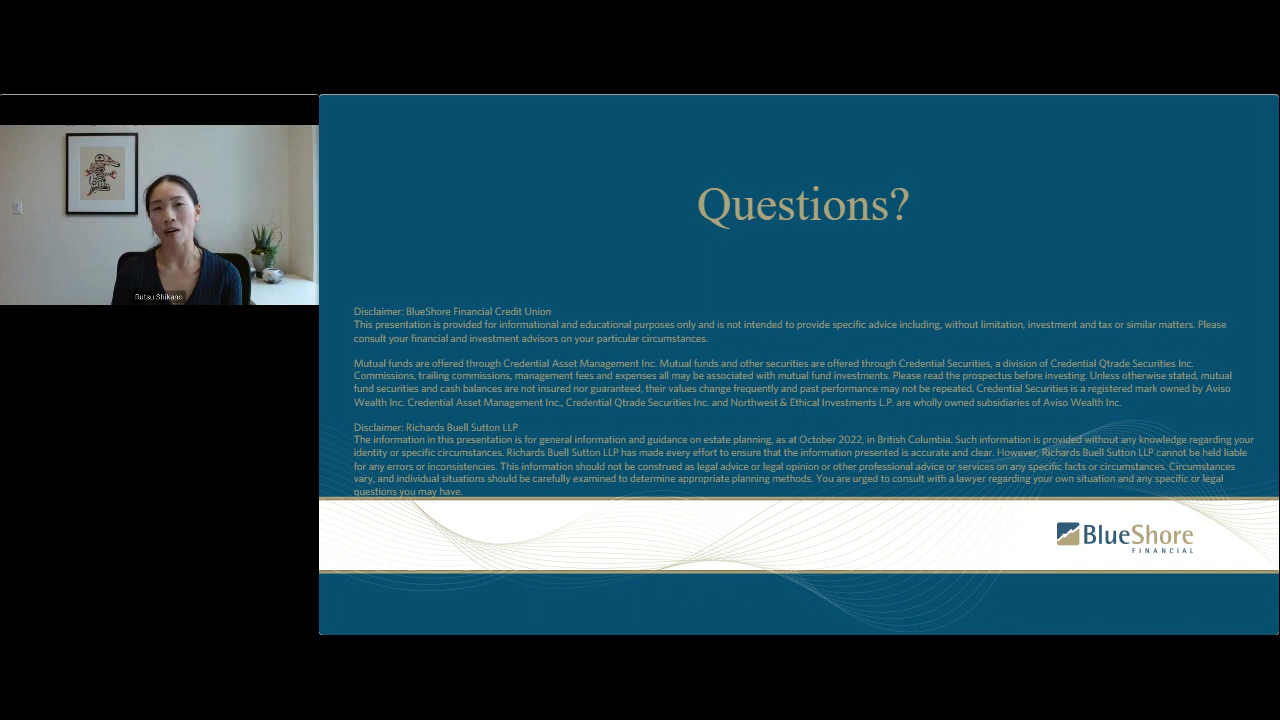 Rutsu Shikano
Questions?
Disclaimer: BlueShore Financial Credit Union
This presentation is provided for informational and educational purposes only and is not intended to provide specific advice including, without limitation, investment and tax or similar matters. Please
consult your financial and investment advisors on your particular circumstances.
Mutual funds are offered through Credential Asset Management Inc. Mutual funds and other securities are offered through Credential Securities, a division of Credential Qtrade Securities Inc.
Commissions, trailing commissions, management fees and expenses all may be associated with mutual fund investments. Please read the prospectus before investing. Unless otherwise stated, mutual
fund securities and cash balances are not insured nor guaranteed, their values change frequently and past performance may not be repeated. Credential Securities is a registered mark owned by Aviso
Wealth Inc. Credential Asset Management Inc., Credential Qtrade Securities Inc. and Northwest & Ethical Investments L.P. are wholly owned subsidiaries of Aviso Wealth Inc.
Disclaimer: Richards Buell Sutton LLP
The information in this presentation is for general information and guidance on estate planning, as at October 2022, in British Columbia. Such information is provided without any knowledge regarding your
identity or specific circumstances. Richards Buell Sutton LLP has made every effort to ensure that the information presented is accurate and clear. However, Richards Buell Sutton LLP cannot be held liable
for any errors or inconsistencies. This information should not be construed as legal advice or legal opinion or other professional advice or services on any specific facts or circumstances. Circumstances
vary, and individual situations should be carefully examined to determine appropriate planning methods. You are urged to consult with a lawyer regarding your own situation and any specific or legal
questions you may have.
BlueShore
FINANCIAL